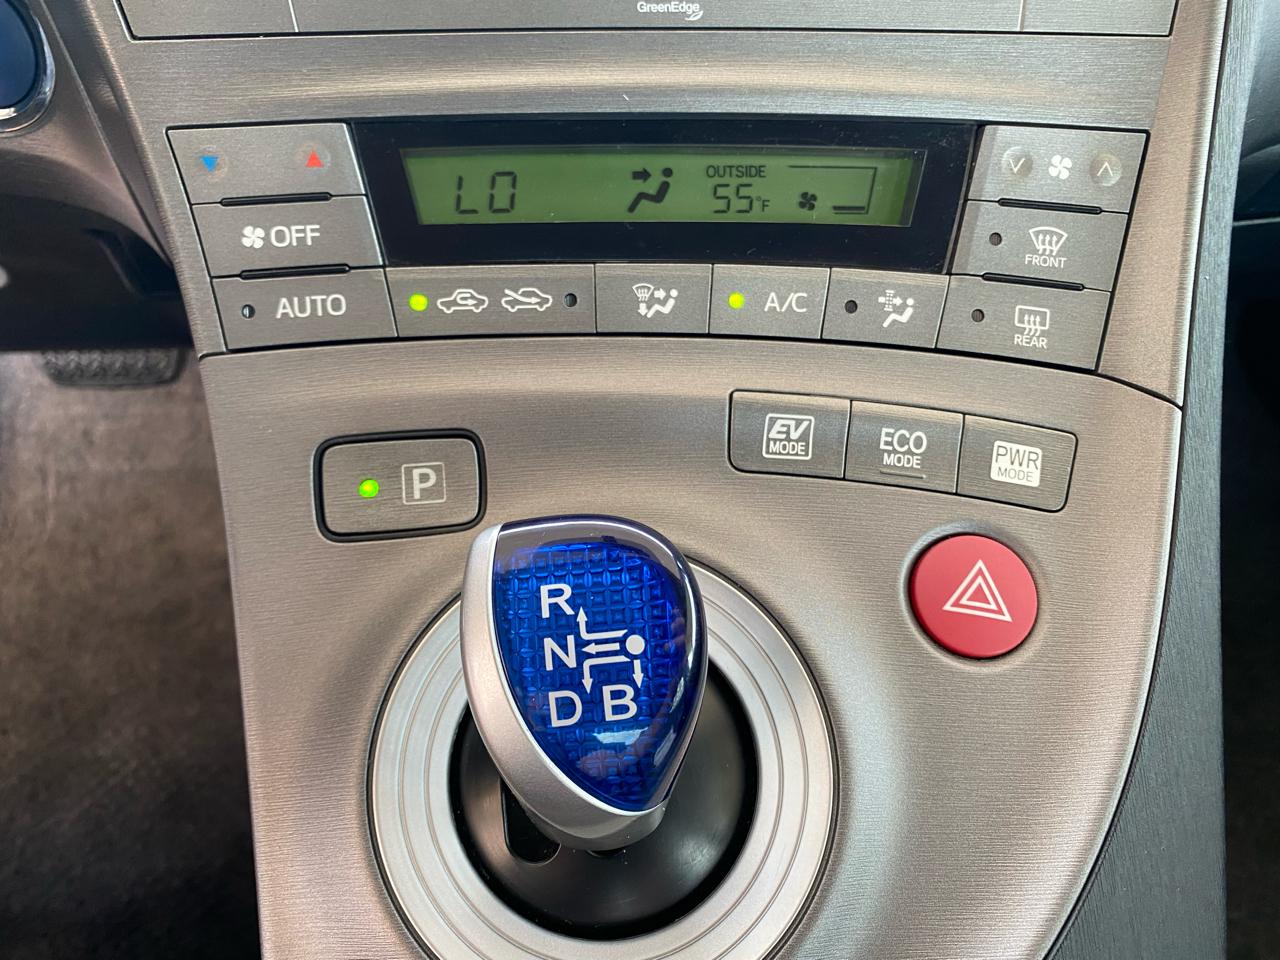 GreenEdge
LO
OUTSIDE
55°F
OFF
FRONT
AUTO
A/C
REAR
EV
MODE
ECO
MODE
PWR
MODE
P
R
N
D B